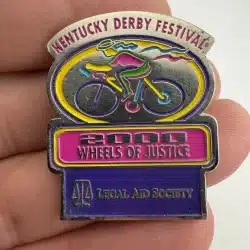 KENTUCKY DERBY FESTIVAL
2000
WHEELS OF JUSTICE
LEGAL AID SOCIETY